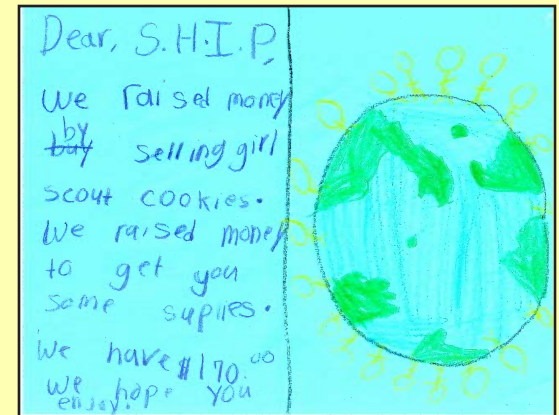 Dear, S.H.I.P.
We raised money
by
buy selling girl
scout cookies.
We raised money
to get you
some suplies.
We have $170.00
we hope you
enjoy!